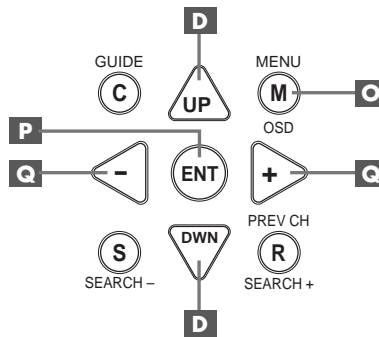 D
GUIDE MENU
C UP M O
OSD
P
Q - ENT + Q
PREV CH
S DWN R
SEARCH – SEARCH +
D